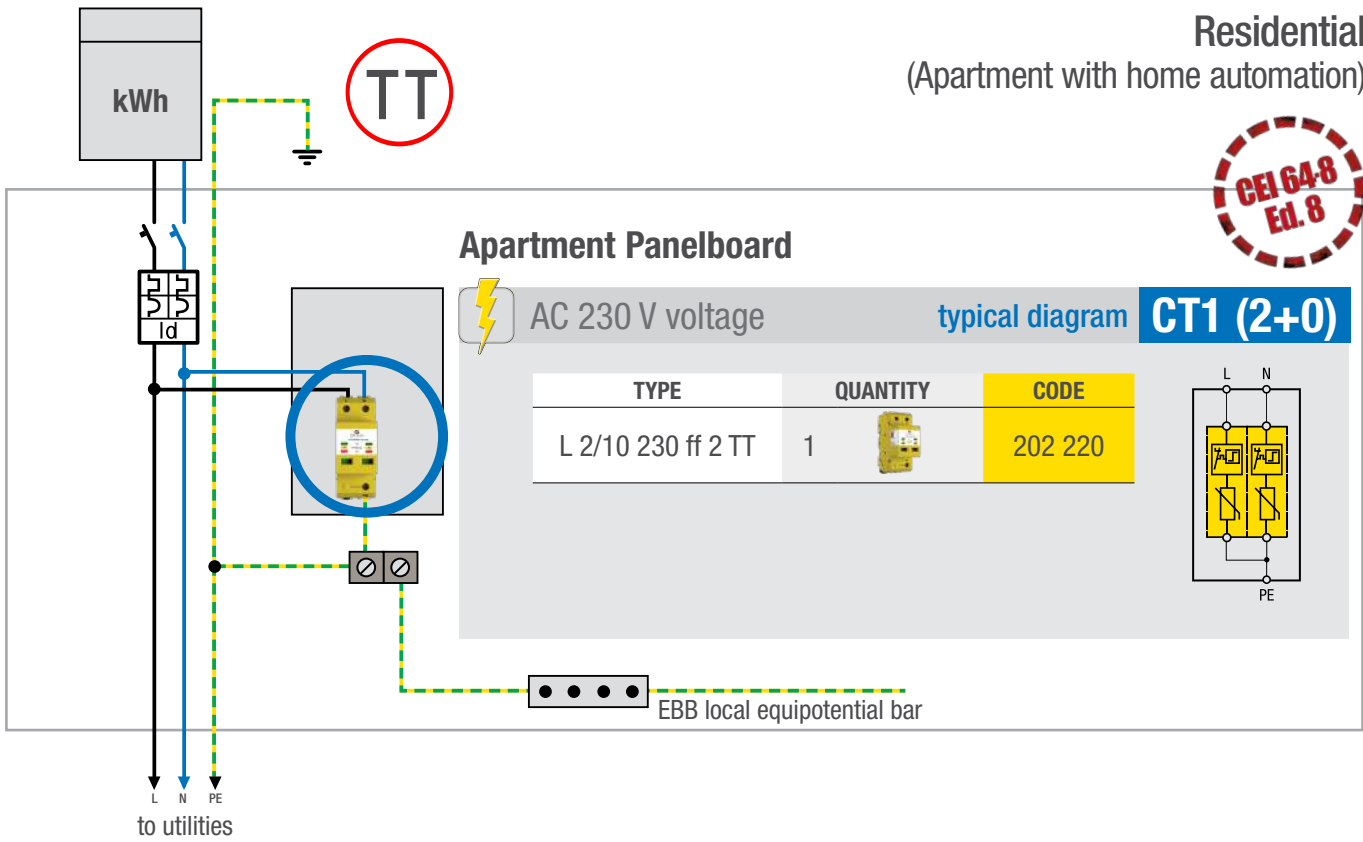 Residential
(Apartment with home automation)
kWh
TT
CEI 64-8
Ed. 8
Apartment Panelboard
AC 230 V voltage
typical diagram
CT1 (2+0)
Id
TYPE
QUANTITY
CODE
L 2/10 230 ff 2 TT
1
202 220
L
N
PE
EBB local equipotential bar
L
N
PE
to utilities